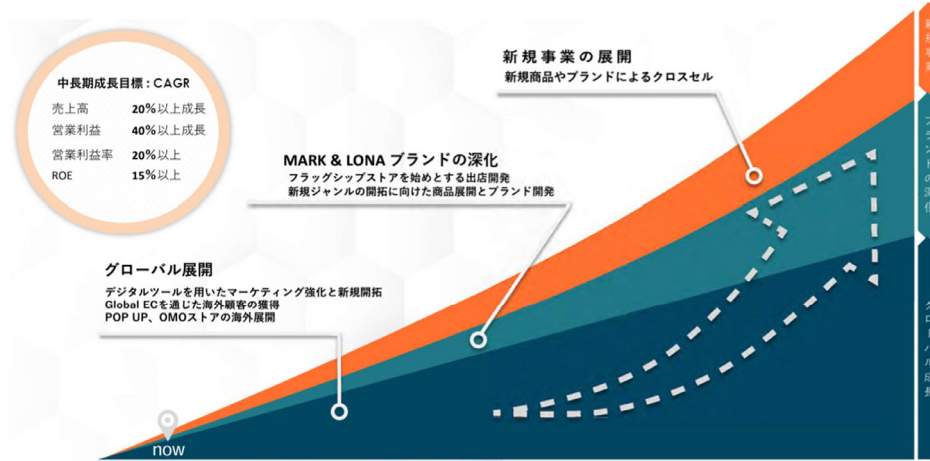 中長期成長目標 : CAGR
売上高 20%以上成長
営業利益 40%以上成長
営業利益率 20%以上
ROE 15%以上
新規事業の展開
新規商品やブランドによるクロスセル
MARK & LONA ブランドの深化
フラッグシップストアを始めとする出店開発
新規ジャンルの開拓に向けた商品展開とブランド開発
グローバル展開
デジタルツールを用いたマーケティング強化と新規開拓
Global ECを通じた海外顧客の獲得
POP UP、OMOストアの海外展開
now